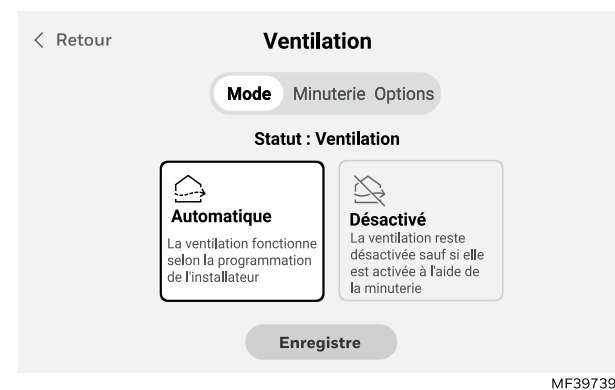 < Retour
Ventilation
Mode Minuterie Options
Statut : Ventilation
Automatique
La ventilation fonctionne
selon la programmation
de l'installateur
Désactivé
La ventilation reste
désactivée sauf si elle
est activée à l'aide de
la minuterie
Enregistre
MF39739